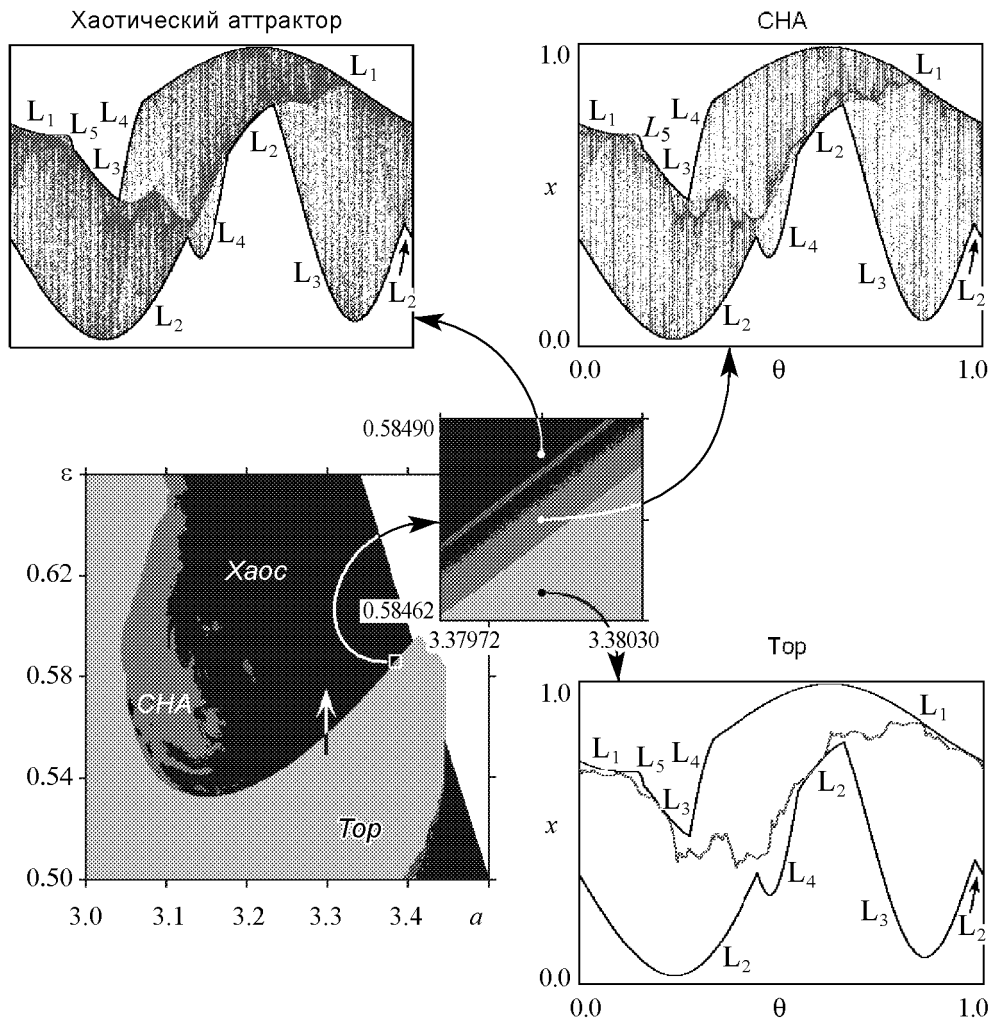 Хаотический аттрактор
L1
L5
L4
L3
L2
L4
L1
L2
L3
L2
СНА
1.0
x
0.0
L1
L5
L4
L3
L2
L4
L2
L1
L3
L2
0.0 θ 1.0
0.58490
0.58462
3.37972 3.38030
ε
0.62
0.58
0.54
0.50
Хаос
СНА
Тор
3.0 3.1 3.2 3.3 3.4 a
Тор
1.0
x
0.0
L1
L5
L4
L3
L2
L4
L2
L1
L3
L2
0.0 θ 1.0